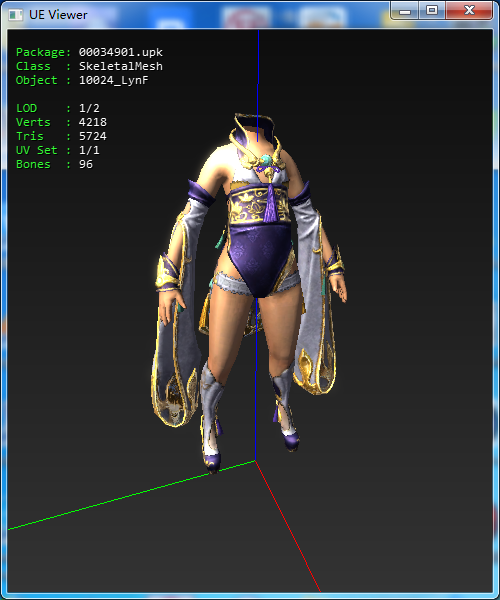 UE Viewer
Package: 00034901.upk
Class : SkeletalMesh
Object : 10024_LynF
LOD : 1/2
Verts : 4218
Tris : 5724
UV Set : 1/1
Bones : 96